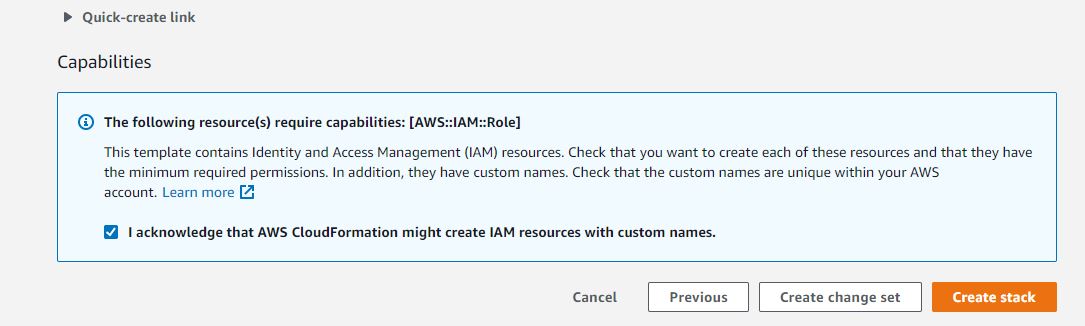 Quick-create link
Capabilities
The following resource(s) require capabilities: [AWS::IAM::Role]
This template contains Identity and Access Management (IAM) resources. Check that you want to create each of these resources and that they have
the minimum required permissions. In addition, they have custom names. Check that the custom names are unique within your AWS
account. Learn more
I acknowledge that AWS CloudFormation might create IAM resources with custom names.
Cancel Previous Create change set Create stack